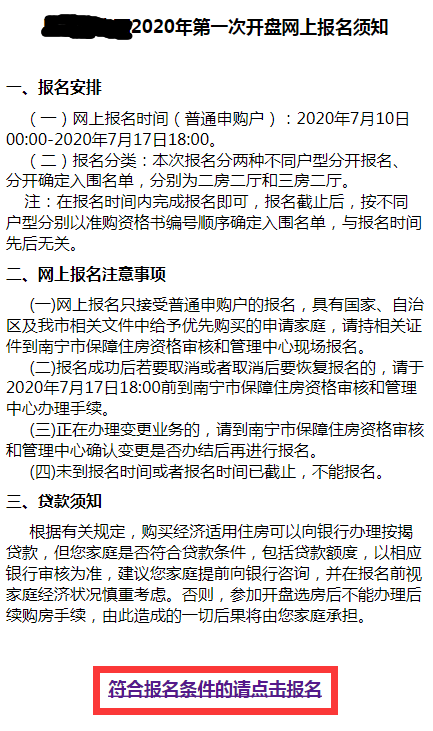 2020年第一次开盘网上报名须知
一、报名安排
（一）网上报名时间（普通申购户）：2020年7月10日
00:00-2020年7月17日18:00。
（二）报名分类：本次报名分两种不同户型分开报名、
分开确定入围名单，分别为二房二厅和三房二厅。
注：在报名时间内完成报名即可，报名截止后，按不同
户型分别以准购资格书编号顺序确定入围名单，与报名时间
先后无关。
二、网上报名注意事项
(一)网上报名只接受普通申购户的报名，具有国家、自治
区及我市相关文件中给予优先购买的申请家庭，请持相关证
件到南宁市保障住房资格审核和管理中心现场报名。
(二)报名成功后若要取消或者取消后要恢复报名的，请于
2020年7月17日18:00前到南宁市保障住房资格审核和管理
中心办理手续。
(三)正在办理变更业务的，请到南宁市保障住房资格审核
和管理中心确认变更是否办结后再进行报名。
(四)未到报名时间或者报名时间已截止，不能报名。
三、贷款须知
根据有关规定，购买经济适用住房可以向银行办理按揭
贷款，但您家庭是否符合贷款条件，包括贷款额度，以相应
银行审核为准，建议您家庭提前向银行咨询，并在报名前视
家庭经济状况慎重考虑。否则，参加开盘选房后不能办理后
续购房手续，由此造成的一切后果将由您家庭承担。
符合报名条件的请点击报名